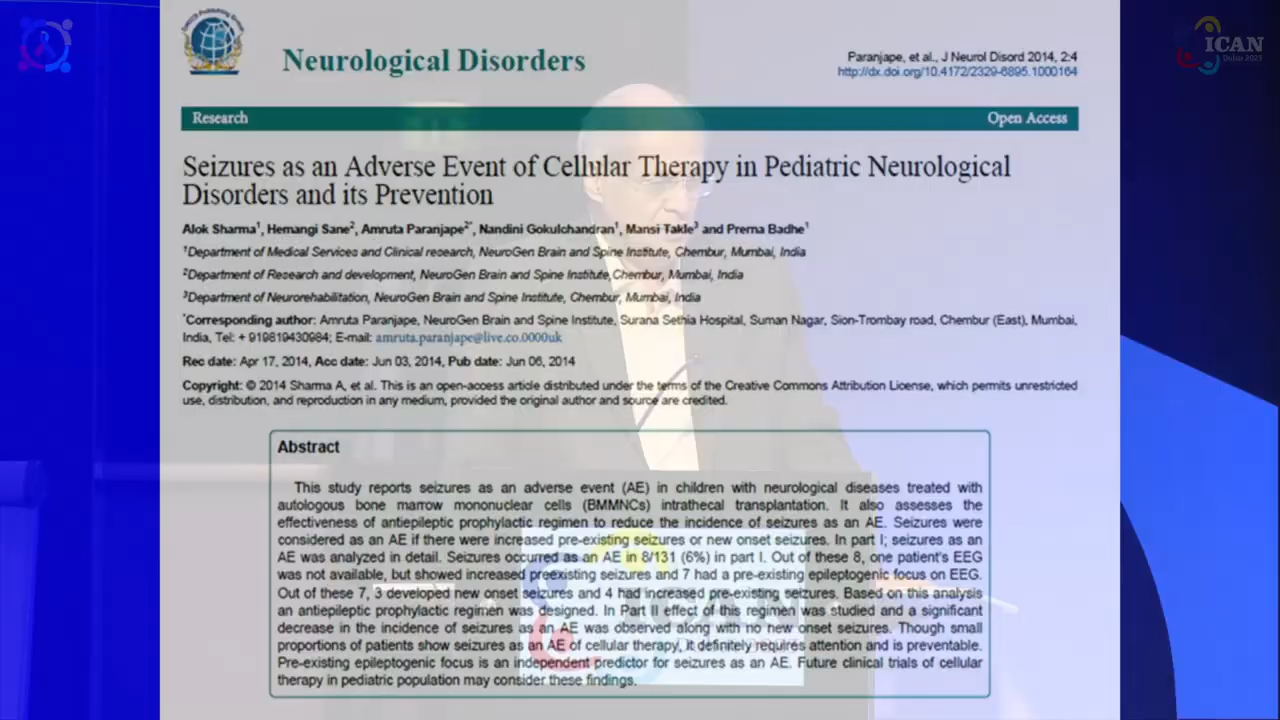 ICAN
Dubai 2025
Neurological Disorders
Paranjape, et al., J Neurol Disord 2014, 2:4
http://dx.doi.org/10.4172/2329-6895.1000164
Research
Open Access
Seizures as an Adverse Event of Cellular Therapy in Pediatric Neurological
Disorders and its Prevention
Alok Sharma1, Hemangi Sane2, Amruta Paranjape2*, Nandini Gokulchandran1, Mansi Takle3 and Prerna Badhe1
1Department of Medical Services and Clinical research, NeuroGen Brain and Spine Institute, Chembur, Mumbai, India
2Department of Research and development, NeuroGen Brain and Spine Institute, Chembur, Mumbai, India
3Department of Neurorehabilitation, NeuroGen Brain and Spine Institute, Chembur, Mumbai, India
*Corresponding author: Amruta Paranjape, NeuroGen Brain and Spine Institute, Surana Sethia Hospital, Suman Nagar, Sion-Trombay road, Chembur (East), Mumbai,
India, Tel: + 919819430984; E-mail: amruta.paranjape@live.co.0000uk
Rec date: Apr 17, 2014, Acc date: Jun 03, 2014, Pub date: Jun 06, 2014
Copyright: © 2014 Sharma A, et al. This is an open-access article distributed under the terms of the Creative Commons Attribution License, which permits unrestricted
use, distribution, and reproduction in any medium, provided the original author and source are credited.
Abstract
This study reports seizures as an adverse event (AE) in children with neurological diseases treated with
autologous bone marrow mononuclear cells (BMMNCs) intrathecal transplantation. It also assesses the
effectiveness of antiepileptic prophylactic regimen to reduce the incidence of seizures as an AE. Seizures were
considered as an AE if there were increased pre-existing seizures or new onset seizures. In part I; seizures as an
AE was analyzed in detail. Seizures occurred as an AE in 8/131 (6%) in part I. Out of these 8, one patient's EEG
was not available, but showed increased preexisting seizures and 7 had a pre-existing epileptogenic focus on EEG.
Out of these 7, 3 developed new onset seizures and 4 had increased pre-existing seizures. Based on this analysis
an antiepileptic prophylactic regimen was designed. In Part II effect of this regimen was studied and a significant
decrease in the incidence of seizures as an AE was observed along with no new onset seizures. Though small
proportions of patients show seizures as an AE of cellular therapy, it definitely requires attention and is preventable.
Pre-existing epileptogenic focus is an independent predictor for seizures as an AE. Future clinical trials of cellular
therapy in pediatric population may consider these findings.